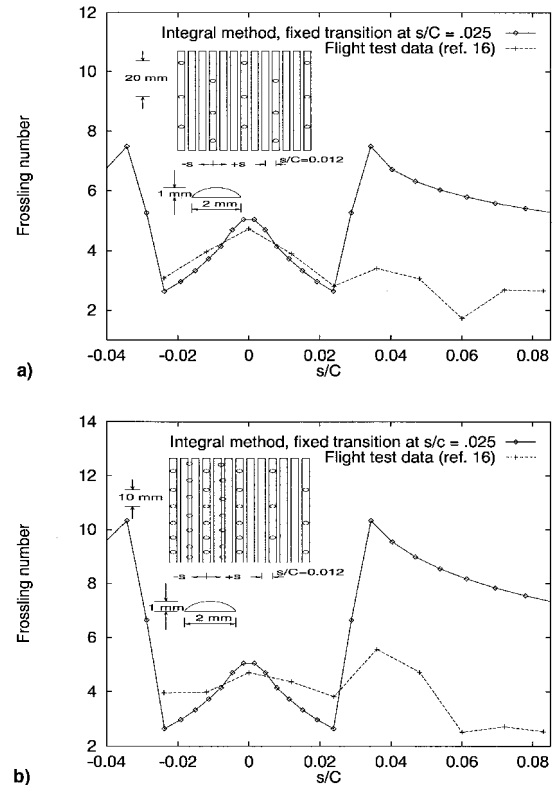 12
10
8
6
4
2
Frossling number
Integral method, fixed transition at s/C = .025
Flight test data (ref. 16)
20 mm
-s
+s
s/C=0.012
1 mm
2 mm
-0.04
-0.02
0
0.02
0.04
0.06
0.08
s/C
a)
14
12
10
8
6
4
2
Frossling number
Integral method, fixed transition at s/c = .025
Flight test data (ref. 16)
10 mm
-s
+s
s/C=0.012
1 mm
2 mm
-0.04
-0.02
0
0.02
0.04
0.06
0.08
s/C
b)